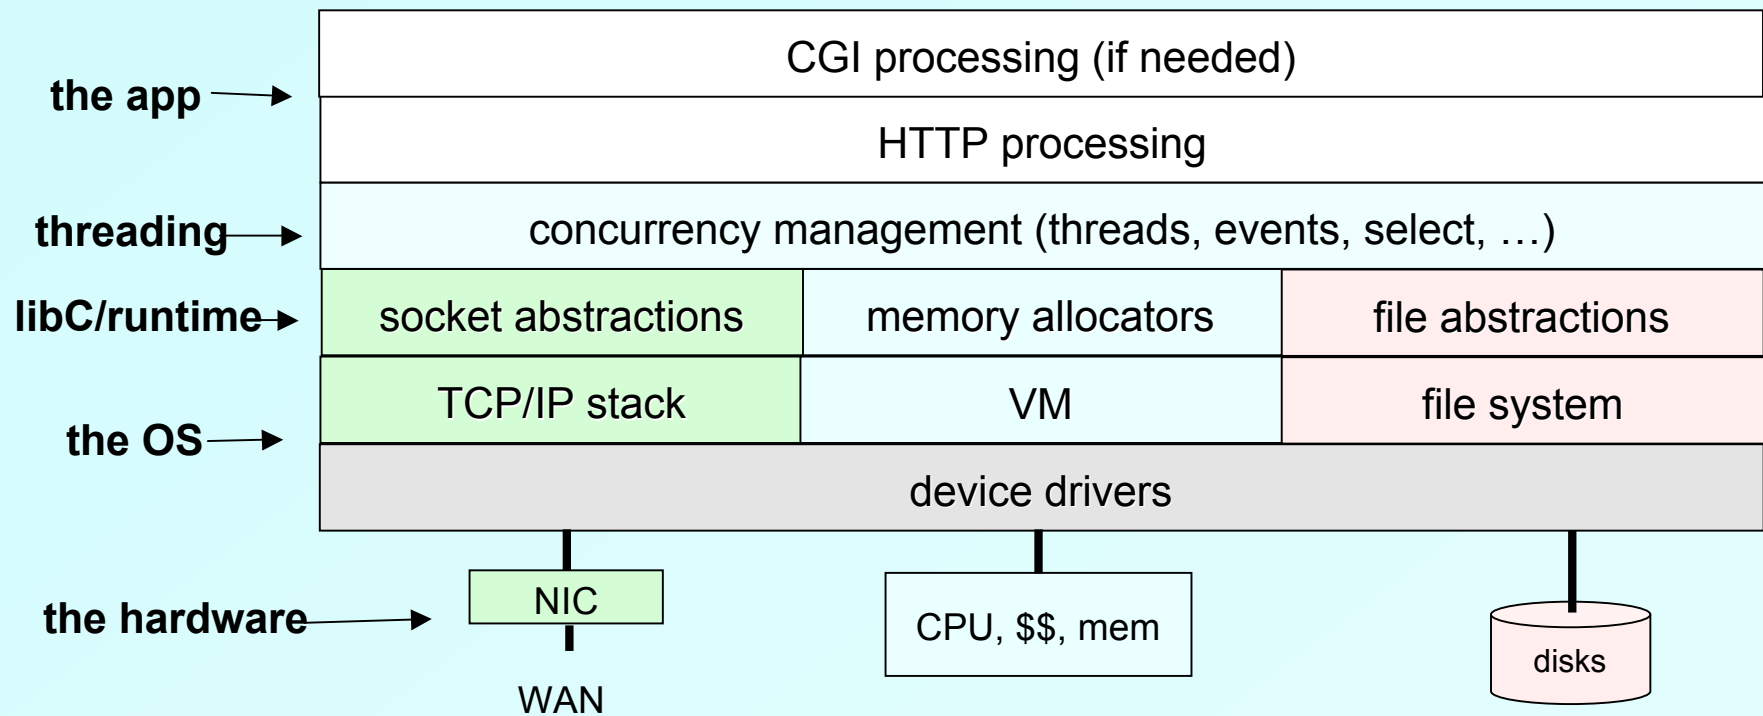 CGI processing (if needed)
the app
HTTP processing
threading
concurrency management (threads, events, select, …)
libC/runtime
socket abstractions
memory allocators
file abstractions
TCP/IP stack
VM
file system
the OS
device drivers
the hardware
NIC
CPU, $$, mem
disks
WAN